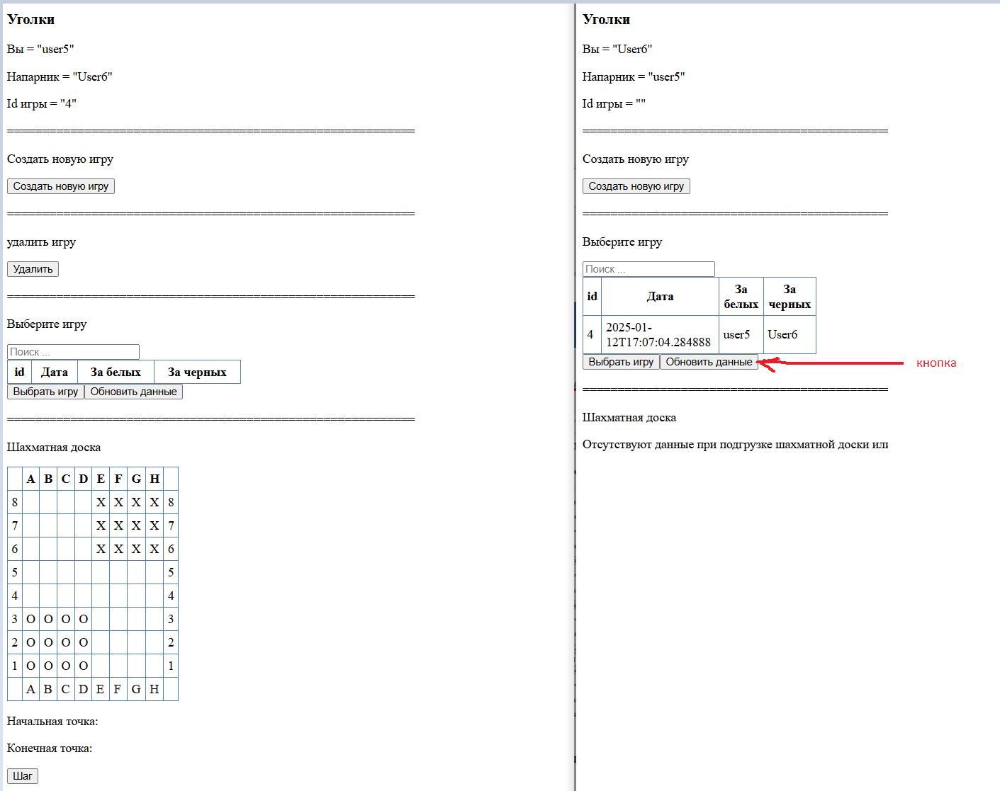 Уголки
Вы = "user5"
Напарник = "User6"
Id игры = "4"
================================================================
Создать новую игру
Создать новую игру
================================================================
удалить игру
Удалить
================================================================
Выберите игру
Поиск ...
id Дата За белых За черных
Выбрать игру Обновить данные
================================================================
Шахматная доска
A B C D E F G H
8 X X X X 8
7 X X X X 7
6 X X X X 6
5 5
4 4
3 O O O O 3
2 O O O O 2
1 O O O O 1
A B C D E F G H
Начальная точка:
Конечная точка:
Шаг
Уголки
Вы = "User6"
Напарник = "user5"
Id игры = ""
================================================
Создать новую игру
Создать новую игру
================================================
Выберите игру
Поиск ...
id Дата За белых За черных
4 2025-01-
12T17:07:04.284888 user5 User6
Выбрать игру Обновить данные
кнопка
================================================
Шахматная доска
Отсутствуют данные при подгрузке шахматной доски или